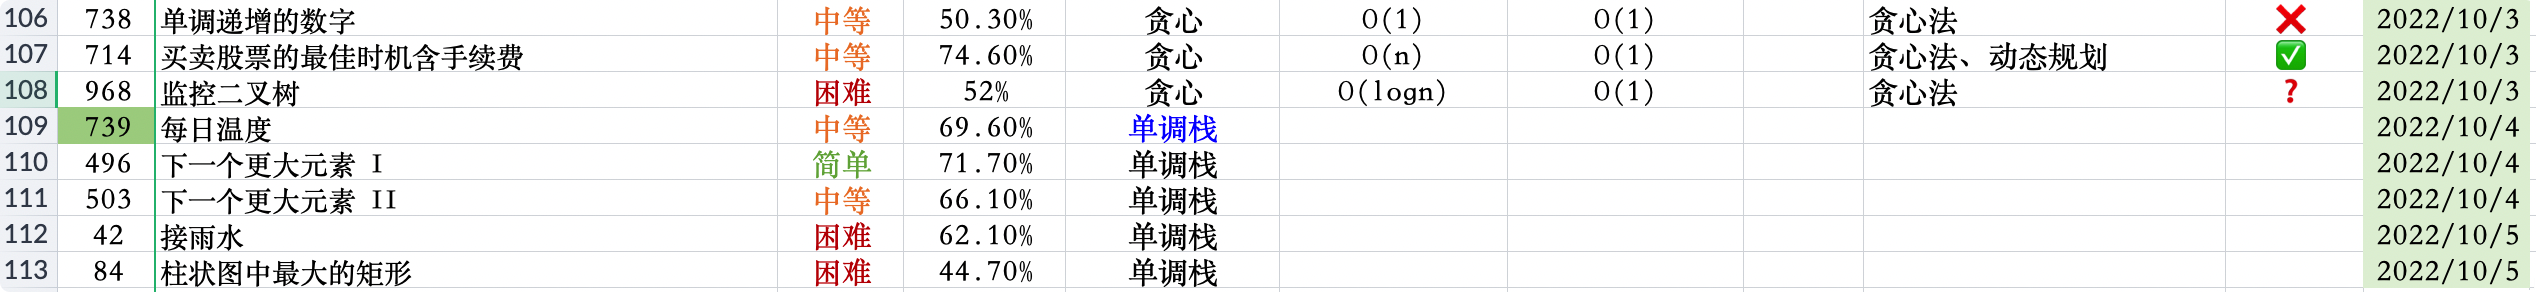 106 738 单调递增的数字 中等 50.30% 贪心 O(1) O(1) 贪心法 ❌ 2022/10/3
107 714 买卖股票的最佳时机含手续费 中等 74.60% 贪心 O(n) O(1) 贪心法、动态规划 ✅ 2022/10/3
108 968 监控二叉树 困难 52% 贪心 O(logn) O(1) 贪心法 ❓ 2022/10/3
109 739 每日温度 中等 69.60% 单调栈 2022/10/4
110 496 下一个更大元素 I 简单 71.70% 单调栈 2022/10/4
111 503 下一个更大元素 II 中等 66.10% 单调栈 2022/10/4
112 42 接雨水 困难 62.10% 单调栈 2022/10/5
113 84 柱状图中最大的矩形 困难 44.70% 单调栈 2022/10/5